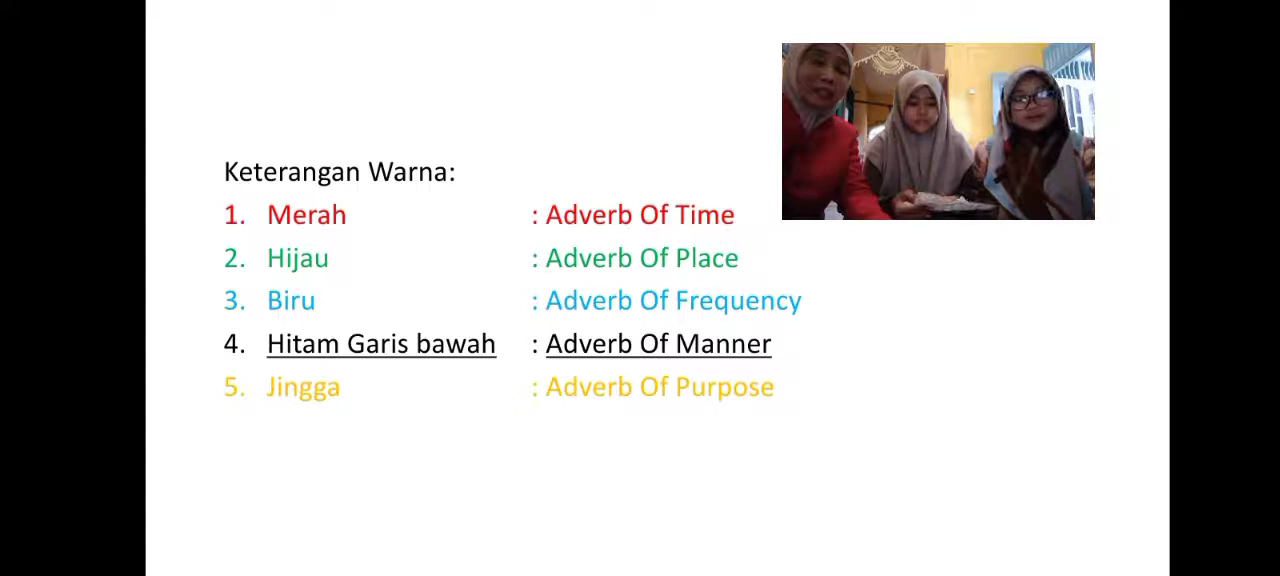 Keterangan Warna:
1. Merah : Adverb Of Time
2. Hijau : Adverb Of Place
3. Biru : Adverb Of Frequency
4. Hitam Garis bawah : Adverb Of Manner
5. Jingga : Adverb Of Purpose